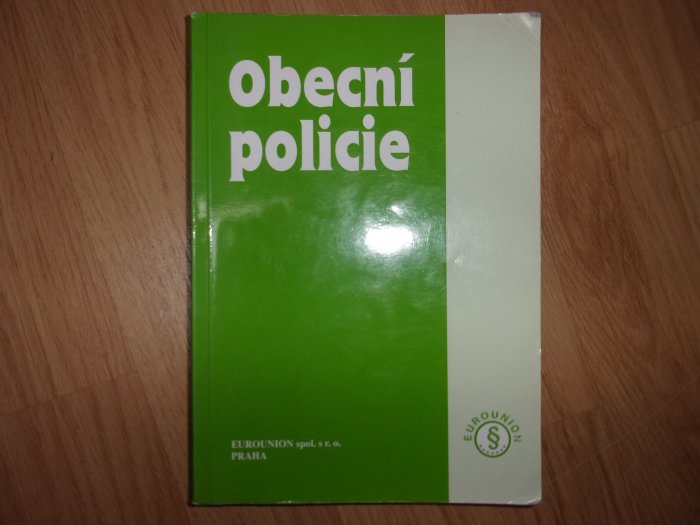 Obecní
policie
EUROUNION spol. s r. o.
PRAHA
EUROUNION
§